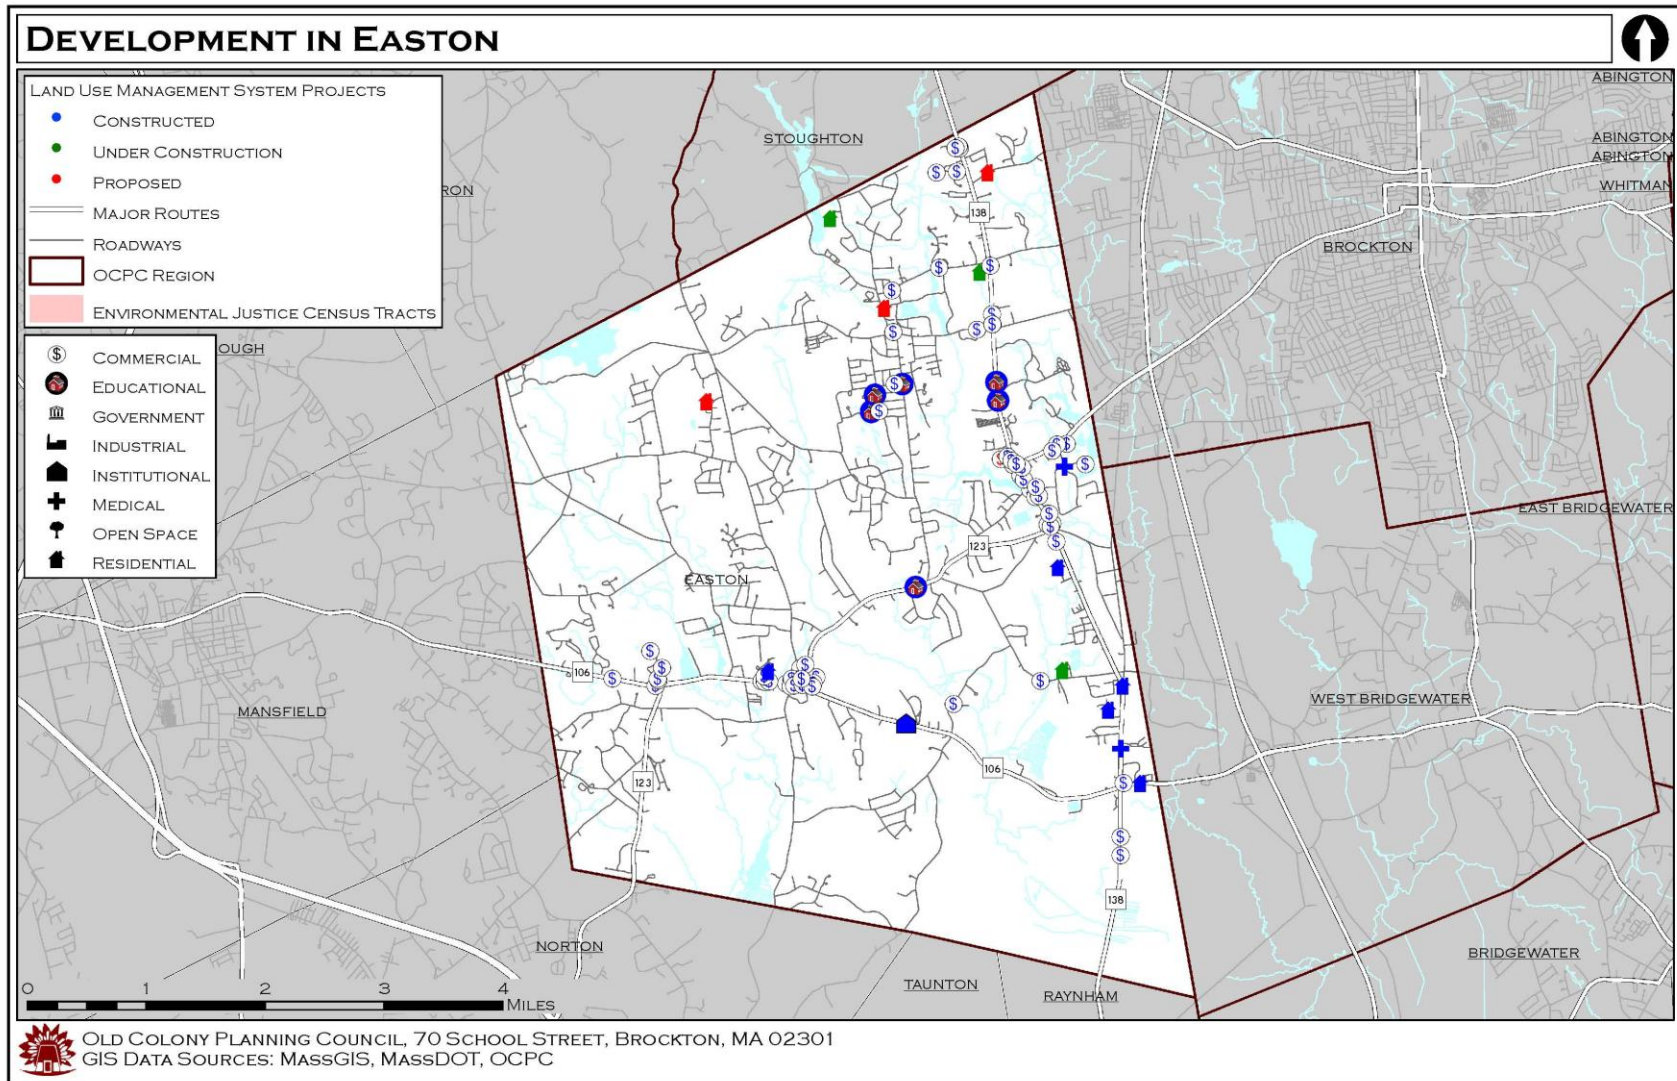 DEVELOPMENT IN EASTON
LAND USE MANAGEMENT SYSTEM PROJECTS
CONSTRUCTED
UNDER CONSTRUCTION
PROPOSED
MAJOR ROUTES
ROADWAYS
OCPC REGION
ENVIRONMENTAL JUSTICE CENSUS TRACTS
$ COMMERCIAL
EDUCATIONAL
GOVERNMENT
INDUSTRIAL
INSTITUTIONAL
MEDICAL
OPEN SPACE
RESIDENTIAL
ABINGTON
STOUGHTON
ABINGTON
ABINGTON
WHITMAN
RON
138
BROCKTON
OUGH
EAST BRIDGEWATER
123
EASTON
106
WEST BRIDGEWATER
MANSFIELD
106
123
138
NORTON
BRIDGEWATER
TAUNTON
RAYNHAM
0 1 2 3 4
MILES
OLD COLONY PLANNING COUNCIL, 70 SCHOOL STREET, BROCKTON, MA 02301
GIS DATA SOURCES: MASSGIS, MASSDOT, OCPC